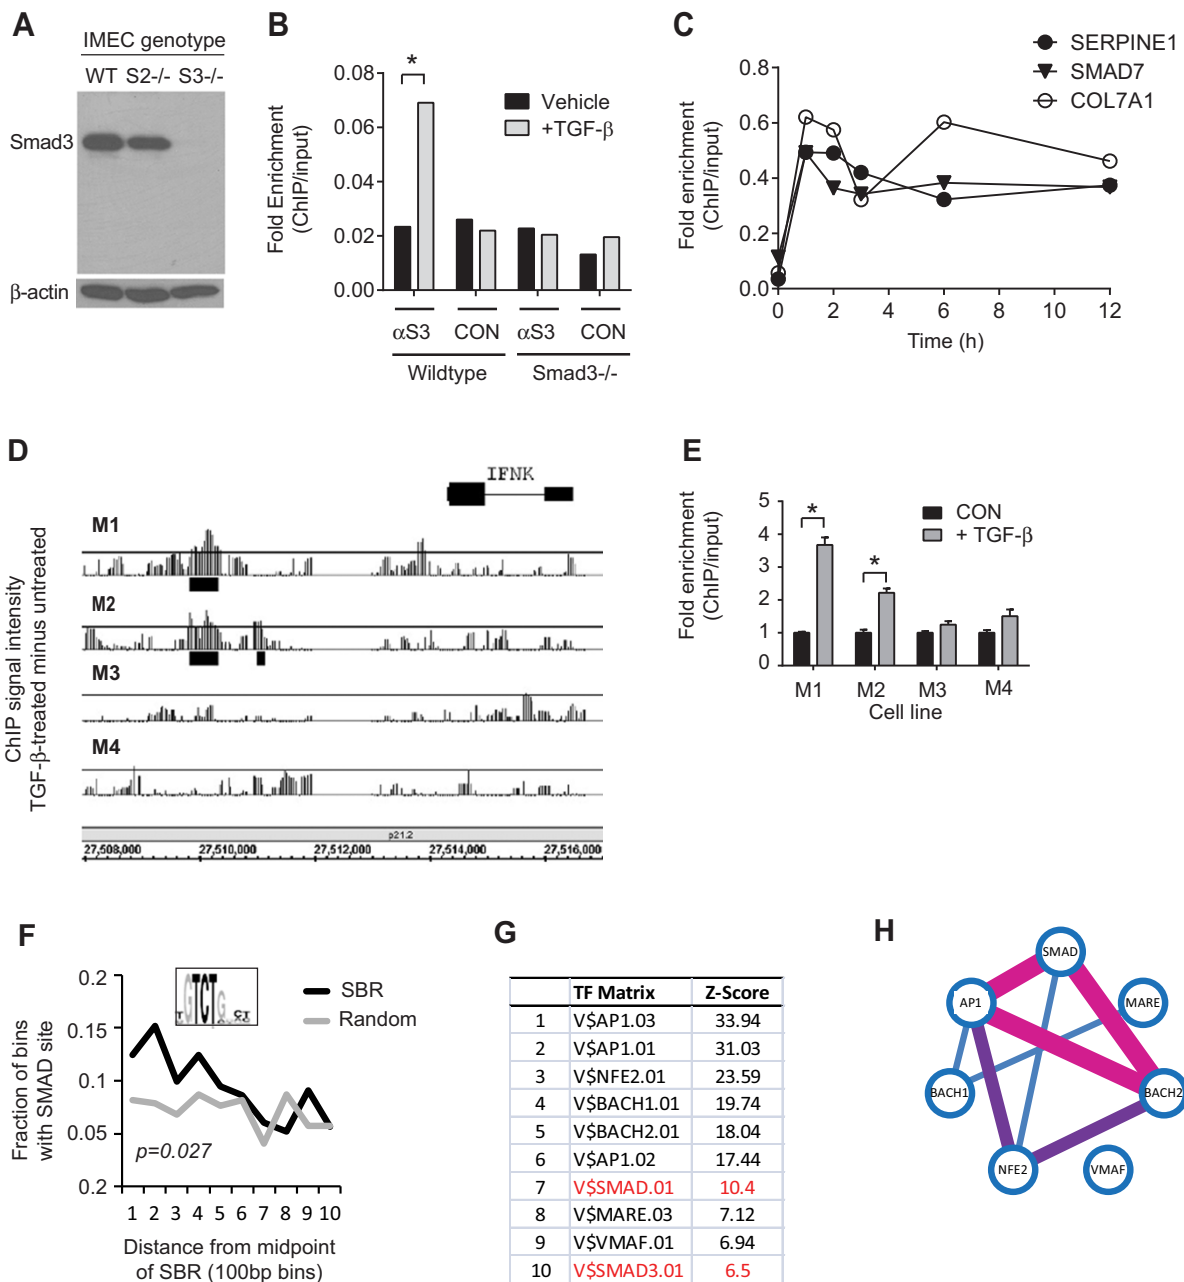 A
IMEC genotype
WT S2-/- S3-/-
Smad3
β-actin
B
Fold Enrichment
(ChIP/input)
0.08
0.06
0.04
0.02
0.00
*
Vehicle
+TGF-β
αS3 CON αS3 CON
Wildtype Smad3-/-
C
SERPINE1
SMAD7
COL7A1
Fold enrichment
(ChIP/input)
0.8
0.6
0.4
0.2
0.0
0 2 4 6 8 10 12
Time (h)
D
ChIP signal intensity
TGF-β-treated minus untreated
IFNK
M1
M2
M3
M4
p21.2
27,508,000 27,510,000 27,512,000 27,514,000 27,516,000
E
Fold enrichment
(ChIP/input)
5
4
3
2
1
0
* *
CON
+ TGF-β
M1 M2 M3 M4
Cell line
F
Fraction of bins
with SMAD site
0.2
0.15
0.1
0.05
0.2
GTCTG
SBR
Random
p=0.027
1 2 3 4 5 6 7 8 9 10
Distance from midpoint
of SBR (100bp bins)
G
TF Matrix Z-Score
1 V$AP1.03 33.94
2 V$AP1.01 31.03
3 V$NFE2.01 23.59
4 V$BACH1.01 19.74
5 V$BACH2.01 18.04
6 V$AP1.02 17.44
7 V$SMAD.01 10.4
8 V$MARE.03 7.12
9 V$VMAF.01 6.94
10 V$SMAD3.01 6.5
H
SMAD
AP1
MARE
BACH1
BACH2
NFE2
VMAF